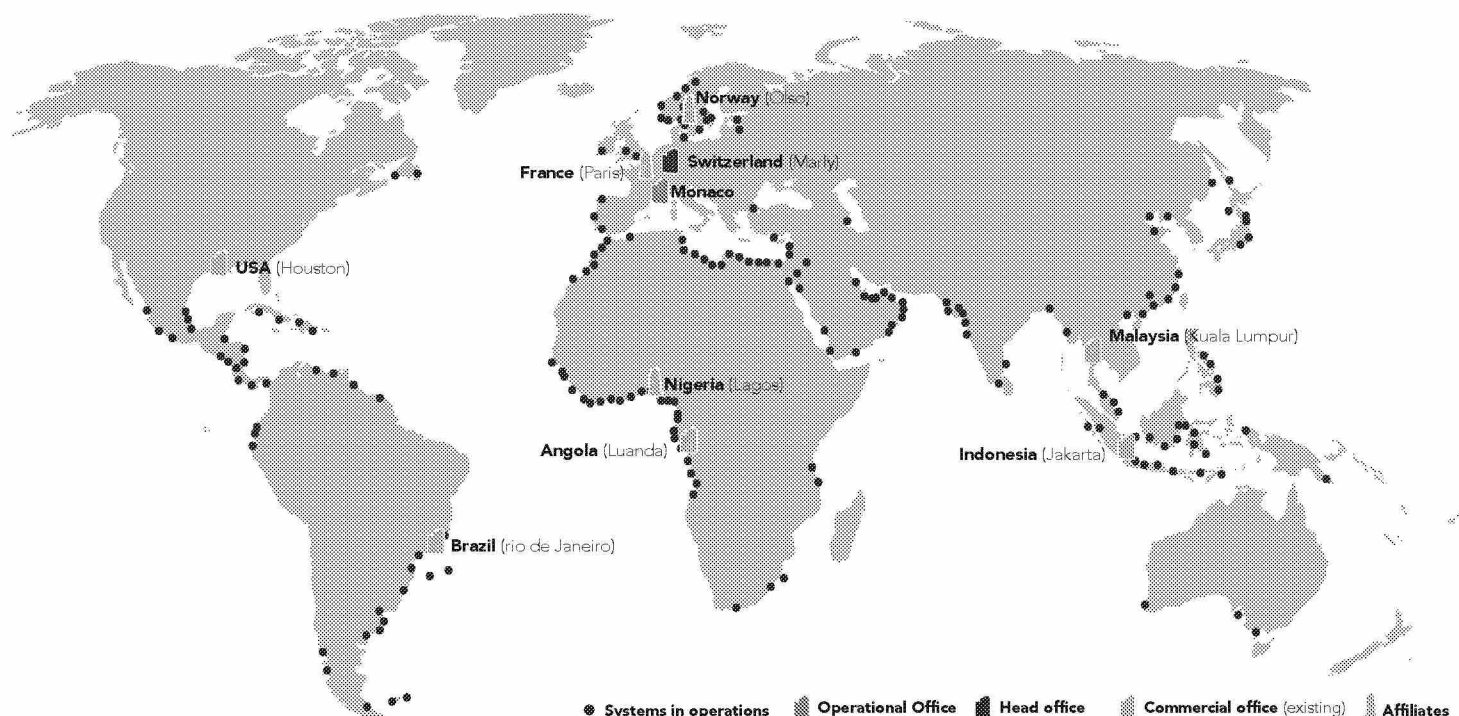 Norway (Olso)
France (Paris)
Switzerland (Marly)
Monaco
USA (Houston)
Malaysia (Kuala Lumpur)
Nigeria (Lagos)
Angola (Luanda)
Indonesia (Jakarta)
Brazil (rio de Janeiro)
Systems in operations Operational Office Head office Commercial office (existing) Affiliates